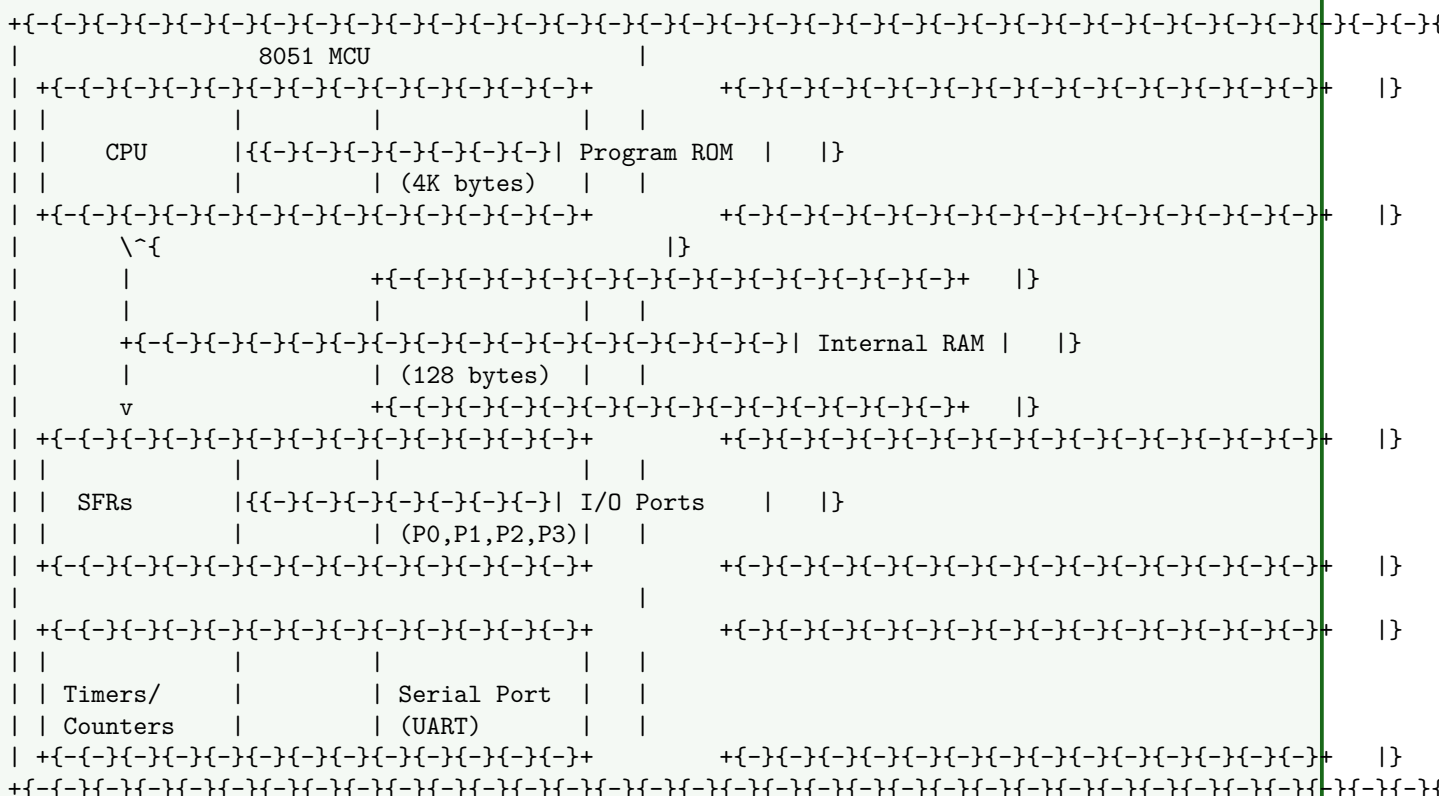 +{-{-}{-}{-}{-}{-}{-}{-}{-}{-}{-}{-}{-}{-}{-}{-}{-}{-}{-}{-}{-}{-}{-}{-}{-}{-}{-}{-}{-}{-}{-}{-}{-}{-}{
| 8051 MCU |
| +{-{-}{-}{-}{-}{-}{-}{-}{-}{-}{-}{-}{-}+ +{-}{-}{-}{-}{-}{-}{-}{-}{-}{-}{-}{-}{-}{-}+ |}
| | | | | |
| | CPU |{{-}{-}{-}{-}{-}{-}{-}| Program ROM | |}
| | | | (4K bytes) | |
| +{-{-}{-}{-}{-}{-}{-}{-}{-}{-}{-}{-}{-}+ +{-}{-}{-}{-}{-}{-}{-}{-}{-}{-}{-}{-}{-}{-}+ |}
| \^{ |}
| | +{-{-}{-}{-}{-}{-}{-}{-}{-}{-}{-}{-}{-}{-}+ |}
| | | | |
| +{-{-}{-}{-}{-}{-}{-}{-}{-}{-}{-}{-}{-}{-}{-}{-}| Internal RAM | |}
| | | (128 bytes) | |
| v +{-{-}{-}{-}{-}{-}{-}{-}{-}{-}{-}{-}{-}{-}+ |}
| +{-{-}{-}{-}{-}{-}{-}{-}{-}{-}{-}{-}{-}+ +{-}{-}{-}{-}{-}{-}{-}{-}{-}{-}{-}{-}{-}{-}+ |}
| | | | | |
| | SFRs |{{-}{-}{-}{-}{-}{-}{-}| I/O Ports | |}
| | | | (P0,P1,P2,P3)| |
| +{-{-}{-}{-}{-}{-}{-}{-}{-}{-}{-}{-}{-}+ +{-}{-}{-}{-}{-}{-}{-}{-}{-}{-}{-}{-}{-}{-}+ |}
| |
| +{-{-}{-}{-}{-}{-}{-}{-}{-}{-}{-}{-}{-}+ +{-}{-}{-}{-}{-}{-}{-}{-}{-}{-}{-}{-}{-}{-}+ |}
| | | | | |
| | Timers/ | | Serial Port | |
| | Counters | | (UART) | |
| +{-{-}{-}{-}{-}{-}{-}{-}{-}{-}{-}{-}{-}+ +{-}{-}{-}{-}{-}{-}{-}{-}{-}{-}{-}{-}{-}{-}+ |}
+{-{-}{-}{-}{-}{-}{-}{-}{-}{-}{-}{-}{-}{-}{-}{-}{-}{-}{-}{-}{-}{-}{-}{-}{-}{-}{-}{-}{-}{-}{-}{-}{-}{-}{